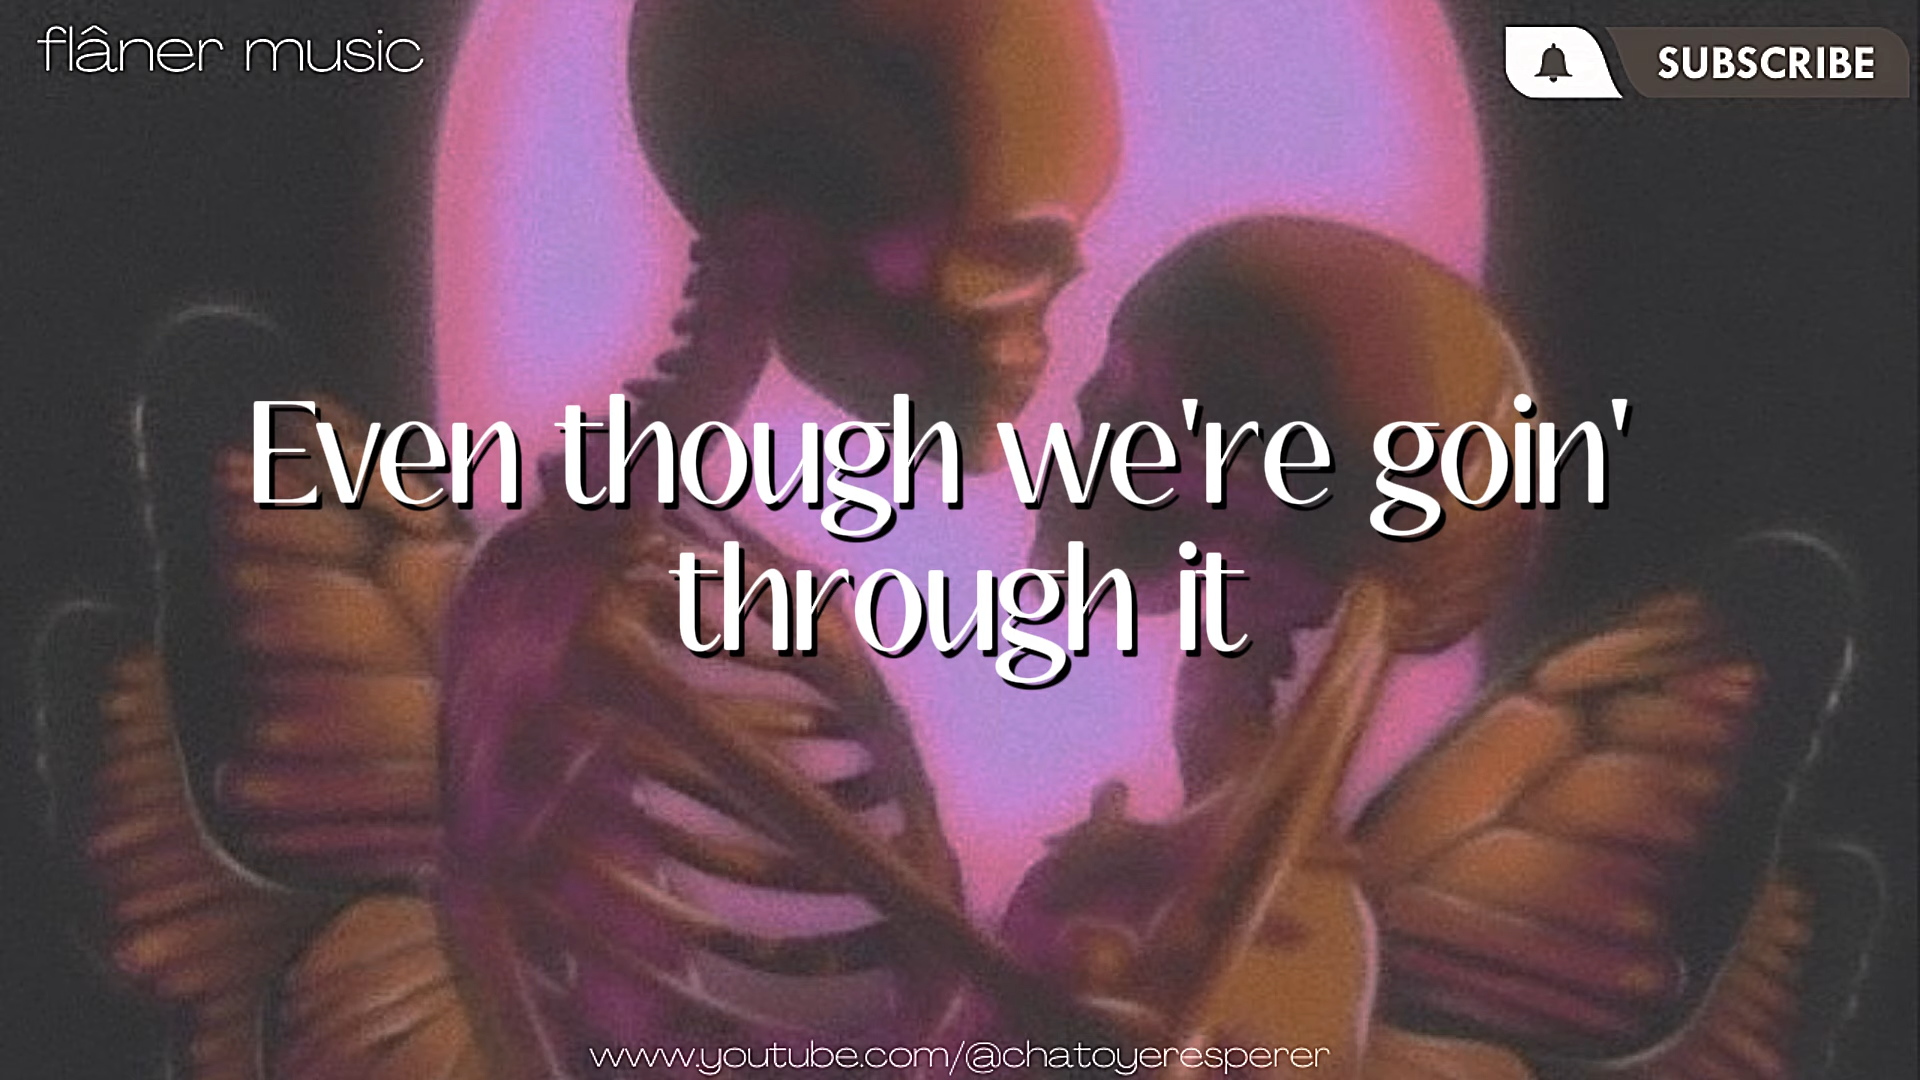 flâner music
SUBSCRIBE
Even though we're goin'
through it
www.youtube.com/@chatoyeresperer